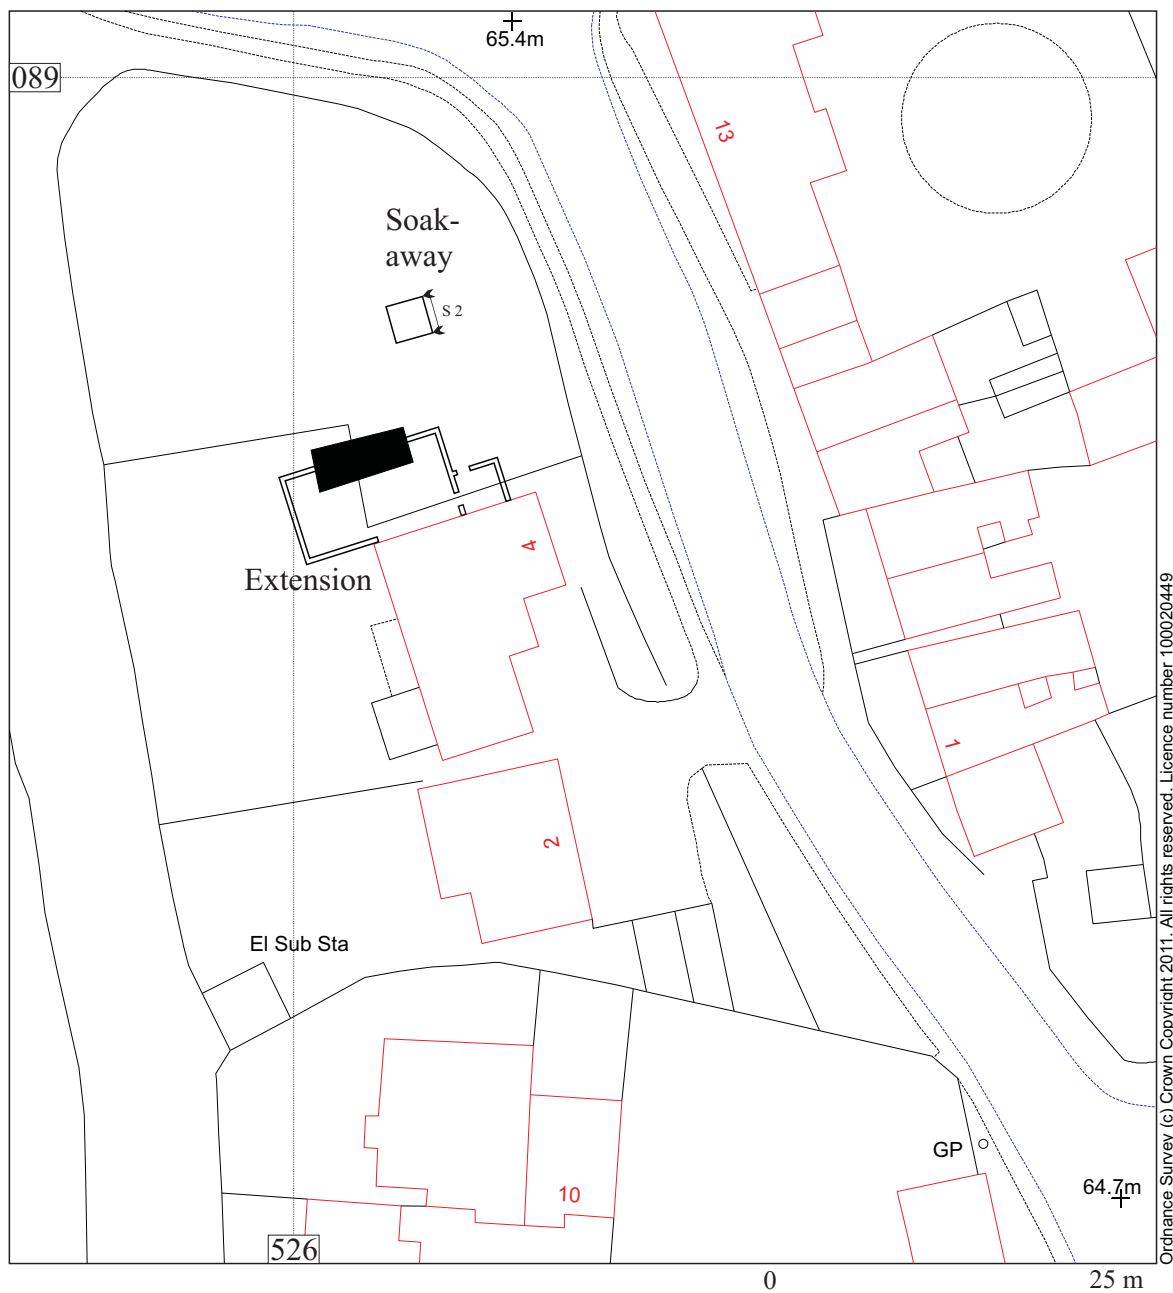 65.4m
089
13
Soak-
away
S 2
4
Extension
1
2
El Sub Sta
GP
10
64.7m
526
0 25 m
Ordnance Survey (c) Crown Copyright 2011. All rights reserved. Licence number 100020449